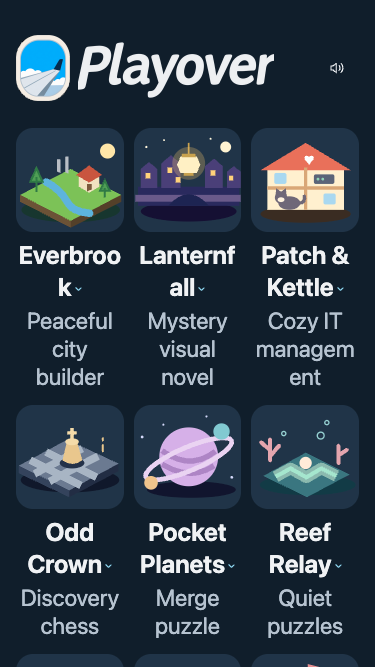 Playover
Everbroo
k
Lanternf
all
Patch &
Kettle
Peaceful
city
builder
Mystery
visual
novel
Cozy IT
managem
ent
Odd
Crown
Pocket
Planets
Reef
Relay
Discovery
chess
Merge
puzzle
Quiet
puzzles